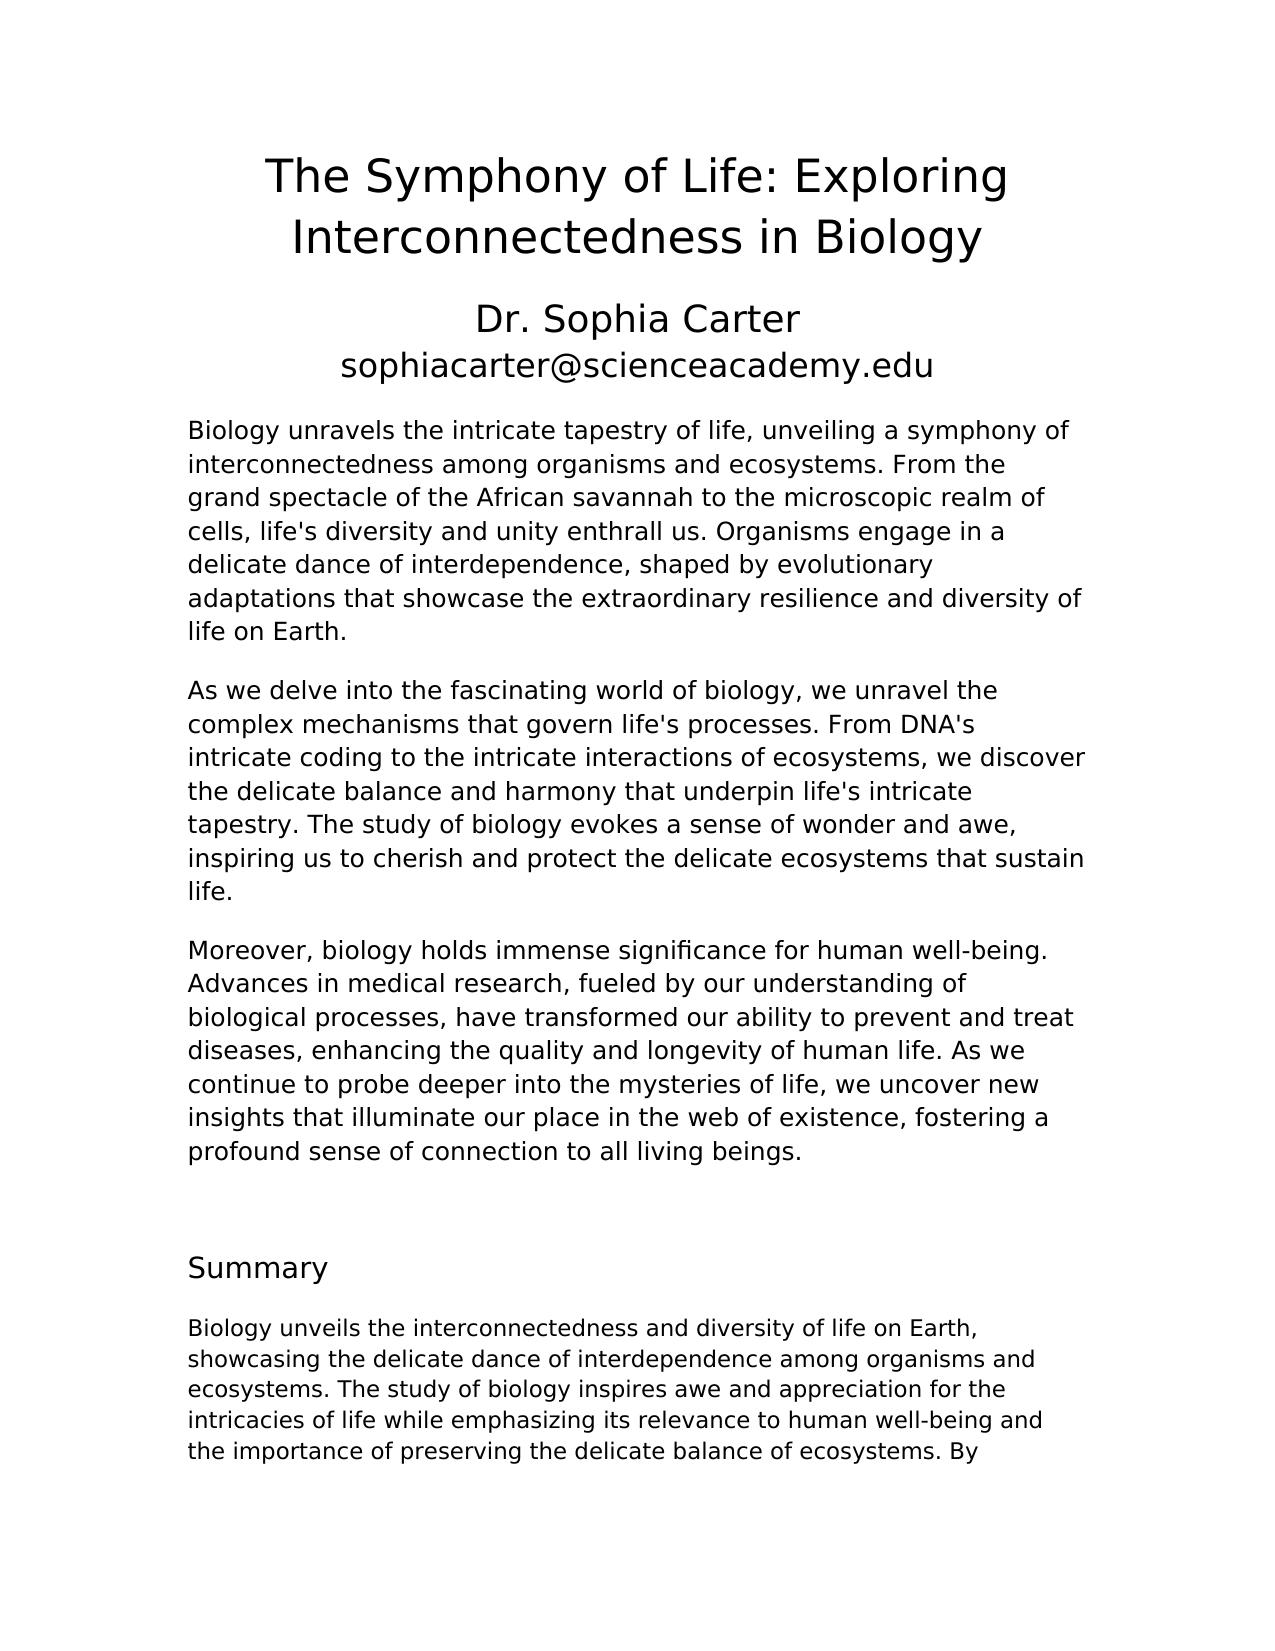 The Symphony of Life: Exploring
Interconnectedness in Biology
Dr. Sophia Carter
sophiacarter@scienceacademy.edu
Biology unravels the intricate tapestry of life, unveiling a symphony of
interconnectedness among organisms and ecosystems. From the
grand spectacle of the African savannah to the microscopic realm of
cells, life's diversity and unity enthrall us. Organisms engage in a
delicate dance of interdependence, shaped by evolutionary
adaptations that showcase the extraordinary resilience and diversity of
life on Earth.
As we delve into the fascinating world of biology, we unravel the
complex mechanisms that govern life's processes. From DNA's
intricate coding to the intricate interactions of ecosystems, we discover
the delicate balance and harmony that underpin life's intricate
tapestry. The study of biology evokes a sense of wonder and awe,
inspiring us to cherish and protect the delicate ecosystems that sustain
life.
Moreover, biology holds immense significance for human well-being.
Advances in medical research, fueled by our understanding of
biological processes, have transformed our ability to prevent and treat
diseases, enhancing the quality and longevity of human life. As we
continue to probe deeper into the mysteries of life, we uncover new
insights that illuminate our place in the web of existence, fostering a
profound sense of connection to all living beings.
Summary
Biology unveils the interconnectedness and diversity of life on Earth,
showcasing the delicate dance of interdependence among organisms and
ecosystems. The study of biology inspires awe and appreciation for the
intricacies of life while emphasizing its relevance to human well-being and
the importance of preserving the delicate balance of ecosystems. By